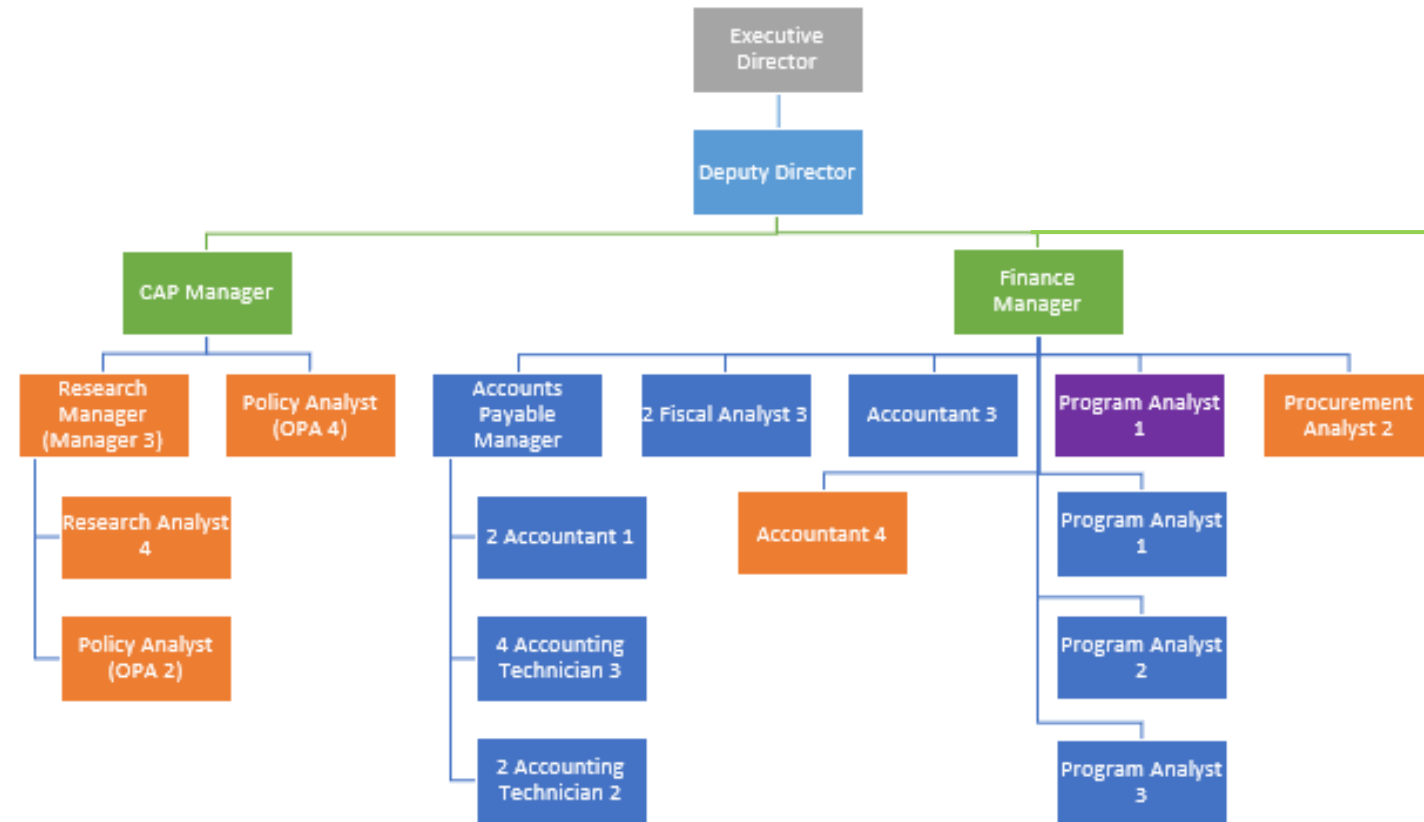 Executive
Director
Deputy Director
CAP Manager
Finance
Manager
Research
Manager
(Manager 3)
Policy Analyst
(OPA 4)
Accounts
Payable
Manager
2 Fiscal Analyst 3
Accountant 3
Program Analyst
1
Procurement
Analyst 2
Research Analyst
4
2 Accountant 1
Accountant 4
Program Analyst
1
Policy Analyst
(OPA 2)
4 Accounting
Technician 3
Program Analyst
2
2 Accounting
Technician 2
Program Analyst
3